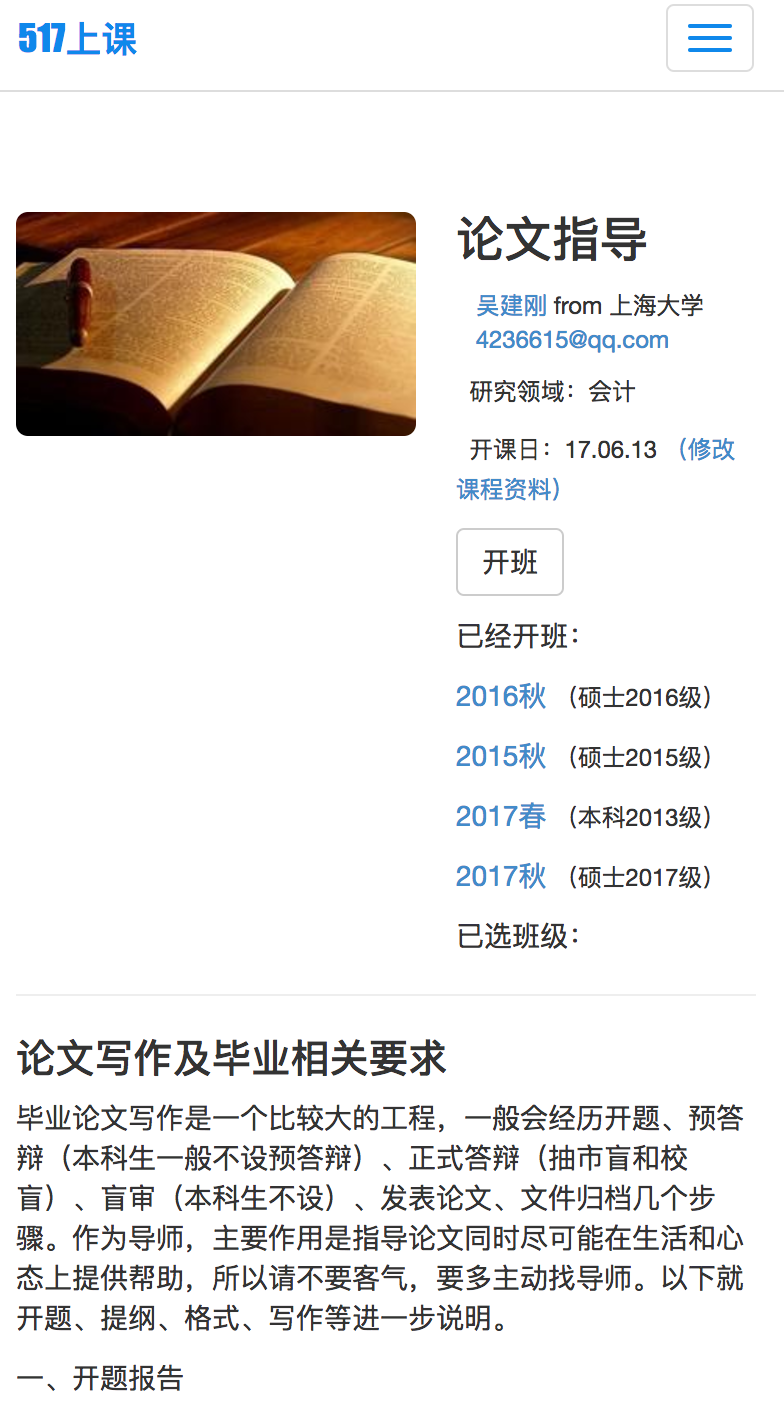 517上课
论文指导
吴建刚 from 上海大学
4236615@qq.com
研究领域：会计
开课日：17.06.13 （修改
课程资料）
开班
已经开班：
2016秋 （硕士2016级）
2015秋 （硕士2015级）
2017春 （本科2013级）
2017秋 （硕士2017级）
已选班级：
论文写作及毕业相关要求
毕业论文写作是一个比较大的工程，一般会经历开题、预答
辩（本科生一般不设预答辩）、正式答辩（抽市盲和校
盲）、盲审（本科生不设）、发表论文、文件归档几个步
骤。作为导师，主要作用是指导论文同时尽可能在生活和心
态上提供帮助，所以请不要客气，要多主动找导师。以下就
开题、提纲、格式、写作等进一步说明。
一、开题报告